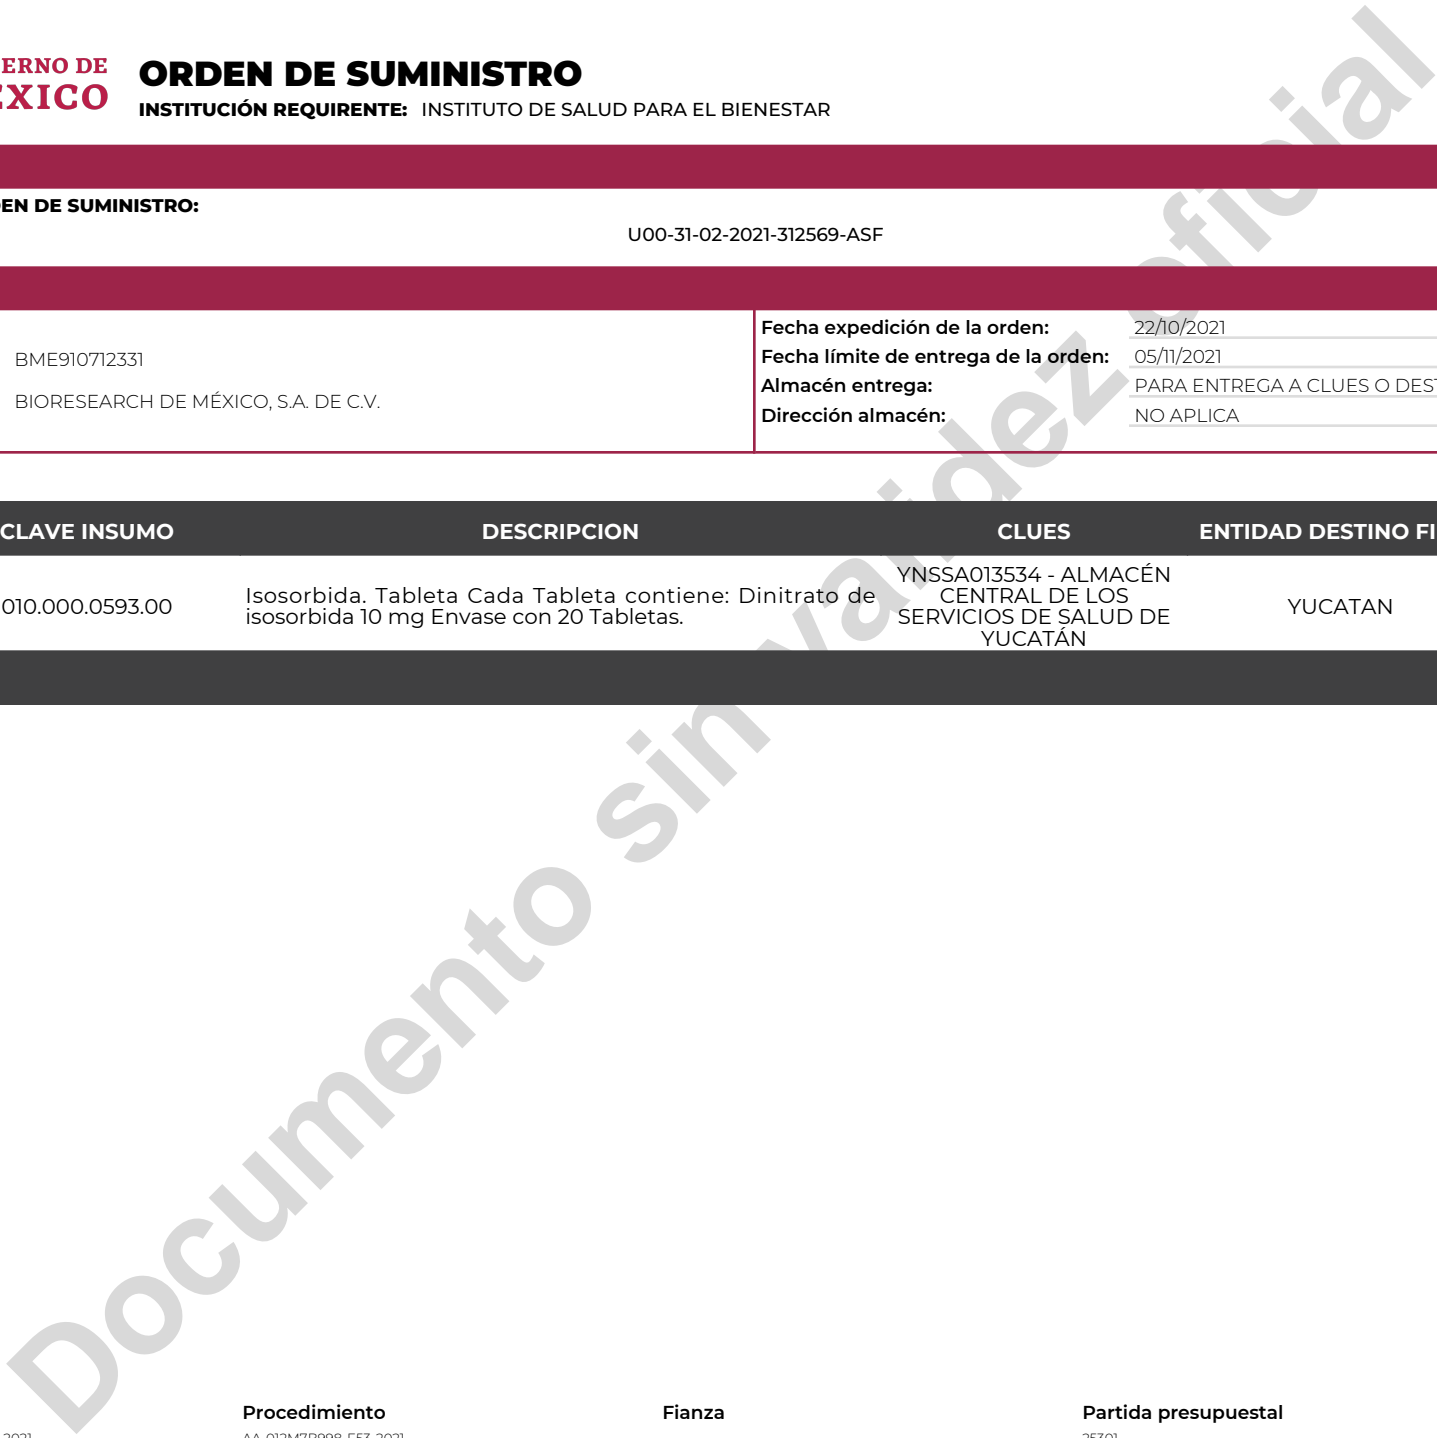 ERNO DE
ÉXICO
ORDEN DE SUMINISTRO
INSTITUCIÓN REQUIRENTE: INSTITUTO DE SALUD PARA EL BIENESTAR
EN DE SUMINISTRO:
U00-31-02-2021-312569-ASF
BME910712331
BIORESEARCH DE MÉXICO, S.A. DE C.V.
Fecha expedición de la orden: 22/10/2021
Fecha límite de entrega de la orden: 05/11/2021
Almacén entrega: PARA ENTREGA A CLUES O DEST
Dirección almacén: NO APLICA
CLAVE INSUMO DESCRIPCION CLUES ENTIDAD DESTINO FI
010.000.0593.00
Isosorbida. Tableta Cada Tableta contiene: Dinitrato de
isosorbida 10 mg Envase con 20 Tabletas.
YNSSA013534 - ALMACÉN
CENTRAL DE LOS
SERVICIOS DE SALUD DE
YUCATÁN
YUCATAN
Documento sin validez oficial
Procedimiento Fianza Partida presupuestal